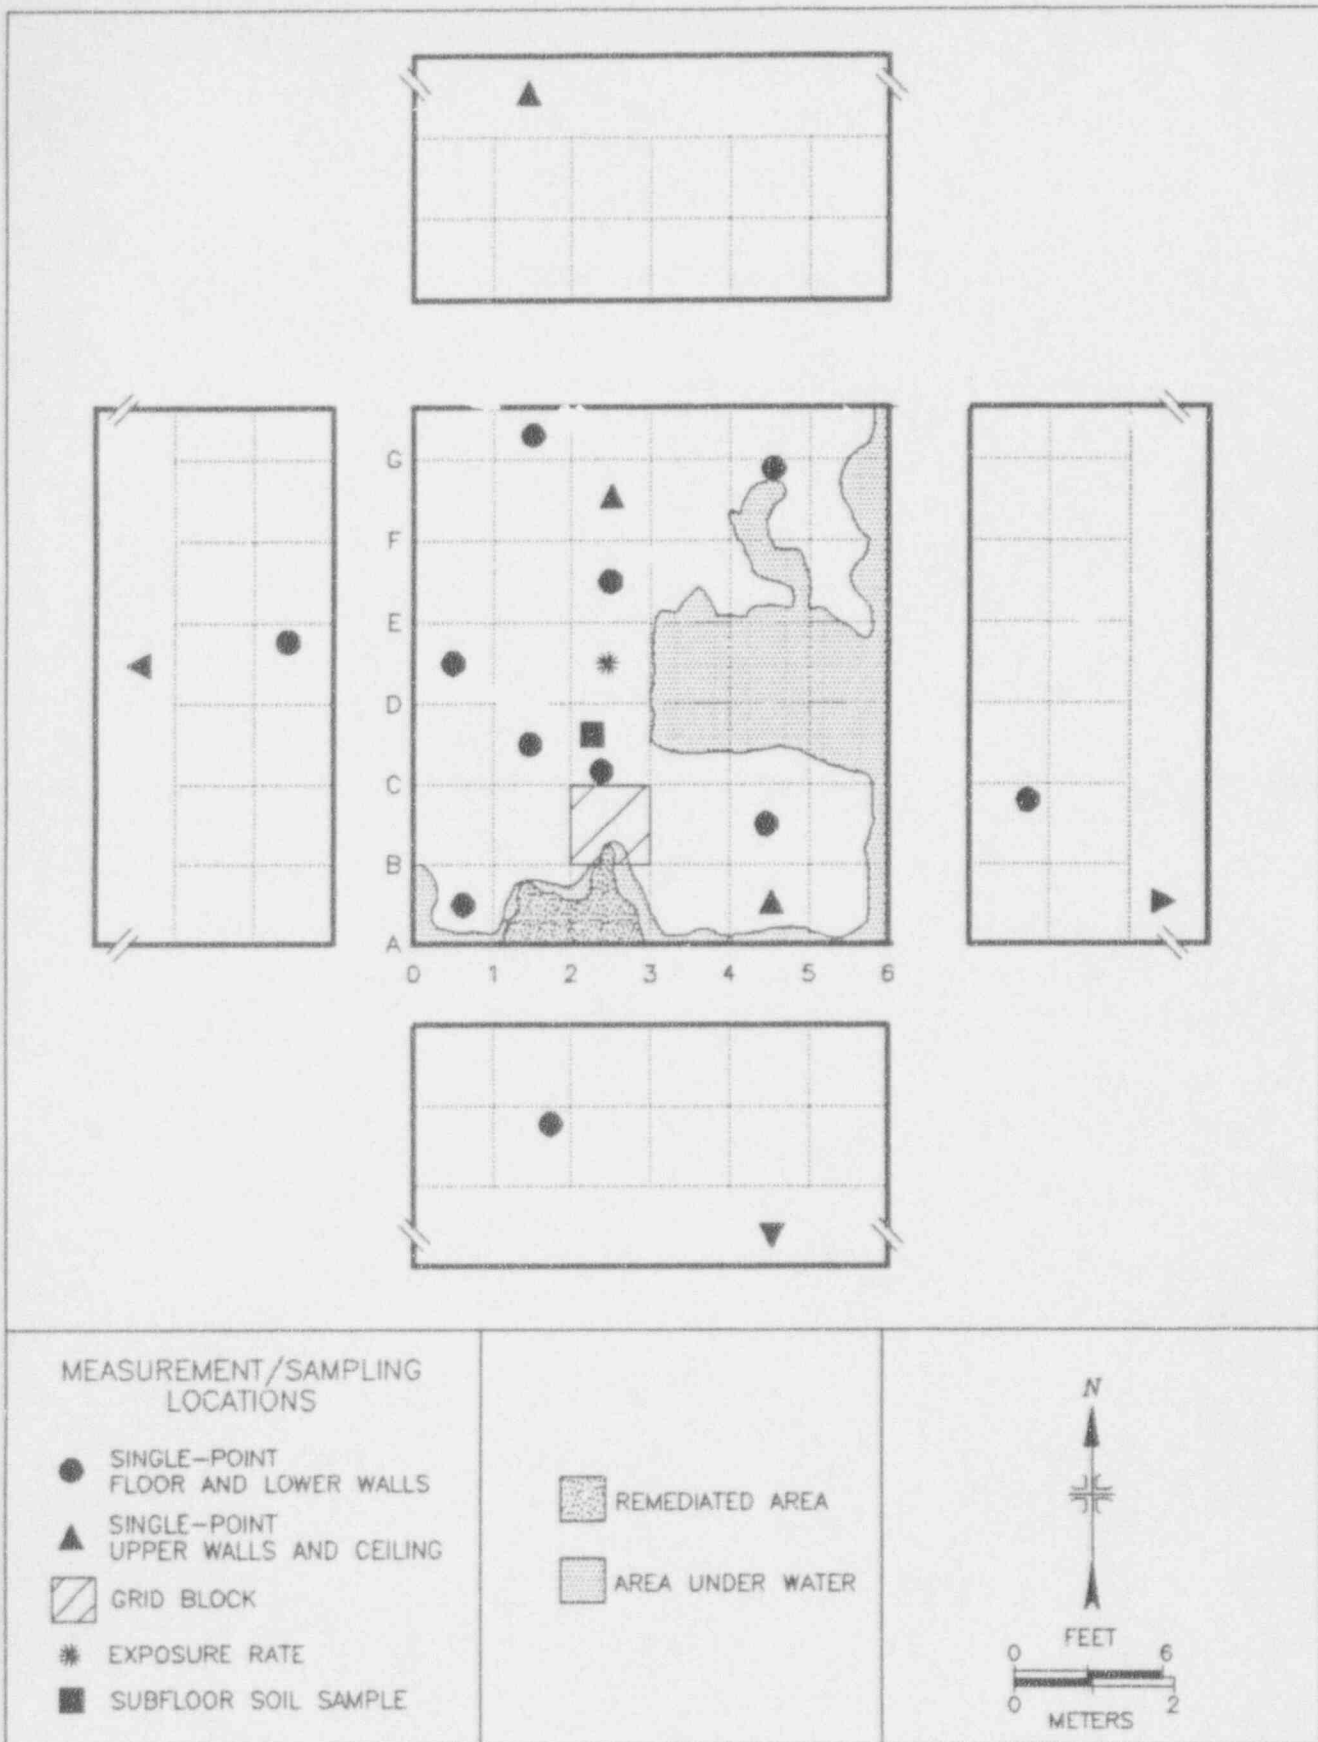 G
F
E
D
C
B
A
0 1 2 3 4 5 6
MEASUREMENT/SAMPLING
LOCATIONS
SINGLE-POINT
FLOOR AND LOWER WALLS
SINGLE-POINT
UPPER WALLS AND CEILING
GRID BLOCK
EXPOSURE RATE
SUBFLOOR SOIL SAMPLE
REMEDIATED AREA
AREA UNDER WATER
N
FEET
0 6
0 2
METERS